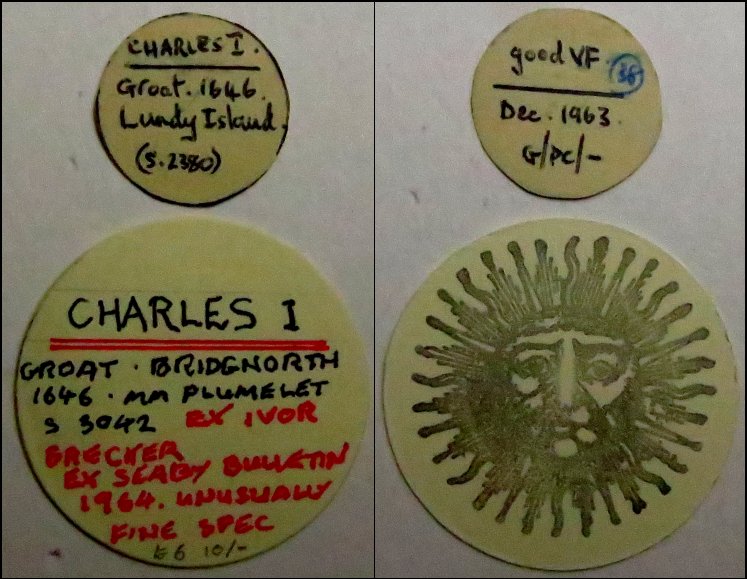 CHARLES I.
Groat. 1646.
Lundy Island.
(S.2380)
good VF. 38
Dec. 1963.
G/PC/-
CHARLES I
GROAT · BRIDGNORTH
1646 · mm PLUMELET
S 3042 EX IVOR
BRECKER
EX SEABY BULLETIN
1964. UNUSUALLY
FINE SPEC
£6 10/-